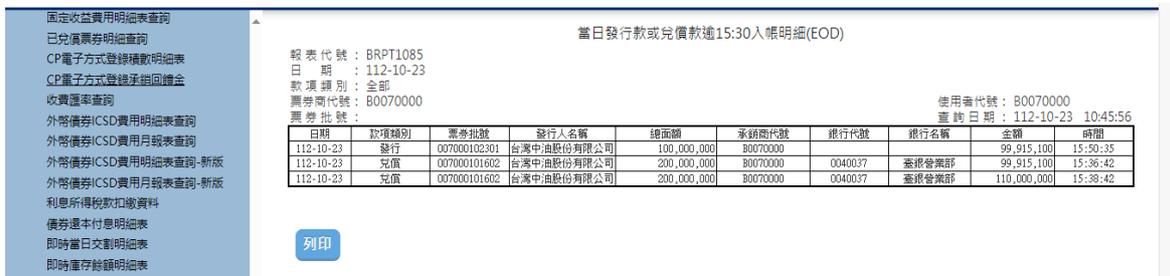 固定收益費用明細表查詢
已兌償票券明細查詢
CP電子方式登錄積數明細表
CP電子方式登錄承銷回饋金
收費匯率查詢
外幣債券ICSD費用明細表查詢
外幣債券ICSD費用月報表查詢
外幣債券ICSD費用明細表查詢-新版
外幣債券ICSD費用月報表查詢-新版
利息所得稅款扣繳資料
債券還本付息明細表
即時當日交割明細表
即時庫存餘額明細表
當日發行款或兌償款逾15:30入帳明細(EOD)
報表代號：BRPT1085
日 期 ：112-10-23
款項類別：全部
票券商代號：B0070000 使用者代號：B0070000
票券批號： 查詢日期：112-10-23 10:45:56
日期 款項類別 票券批號 發行人名稱 總面額 承銷商代號 銀行代號 銀行名稱 金額 時間
112-10-23 發行 007000102301 台灣中油股份有限公司 100,000,000 B0070000 99,915,100 15:50:35
112-10-23 兌償 007000101602 台灣中油股份有限公司 200,000,000 B0070000 0040037 臺銀營業部 99,915,100 15:36:42
112-10-23 兌償 007000101602 台灣中油股份有限公司 200,000,000 B0070000 0040037 臺銀營業部 110,000,000 15:38:42
列印